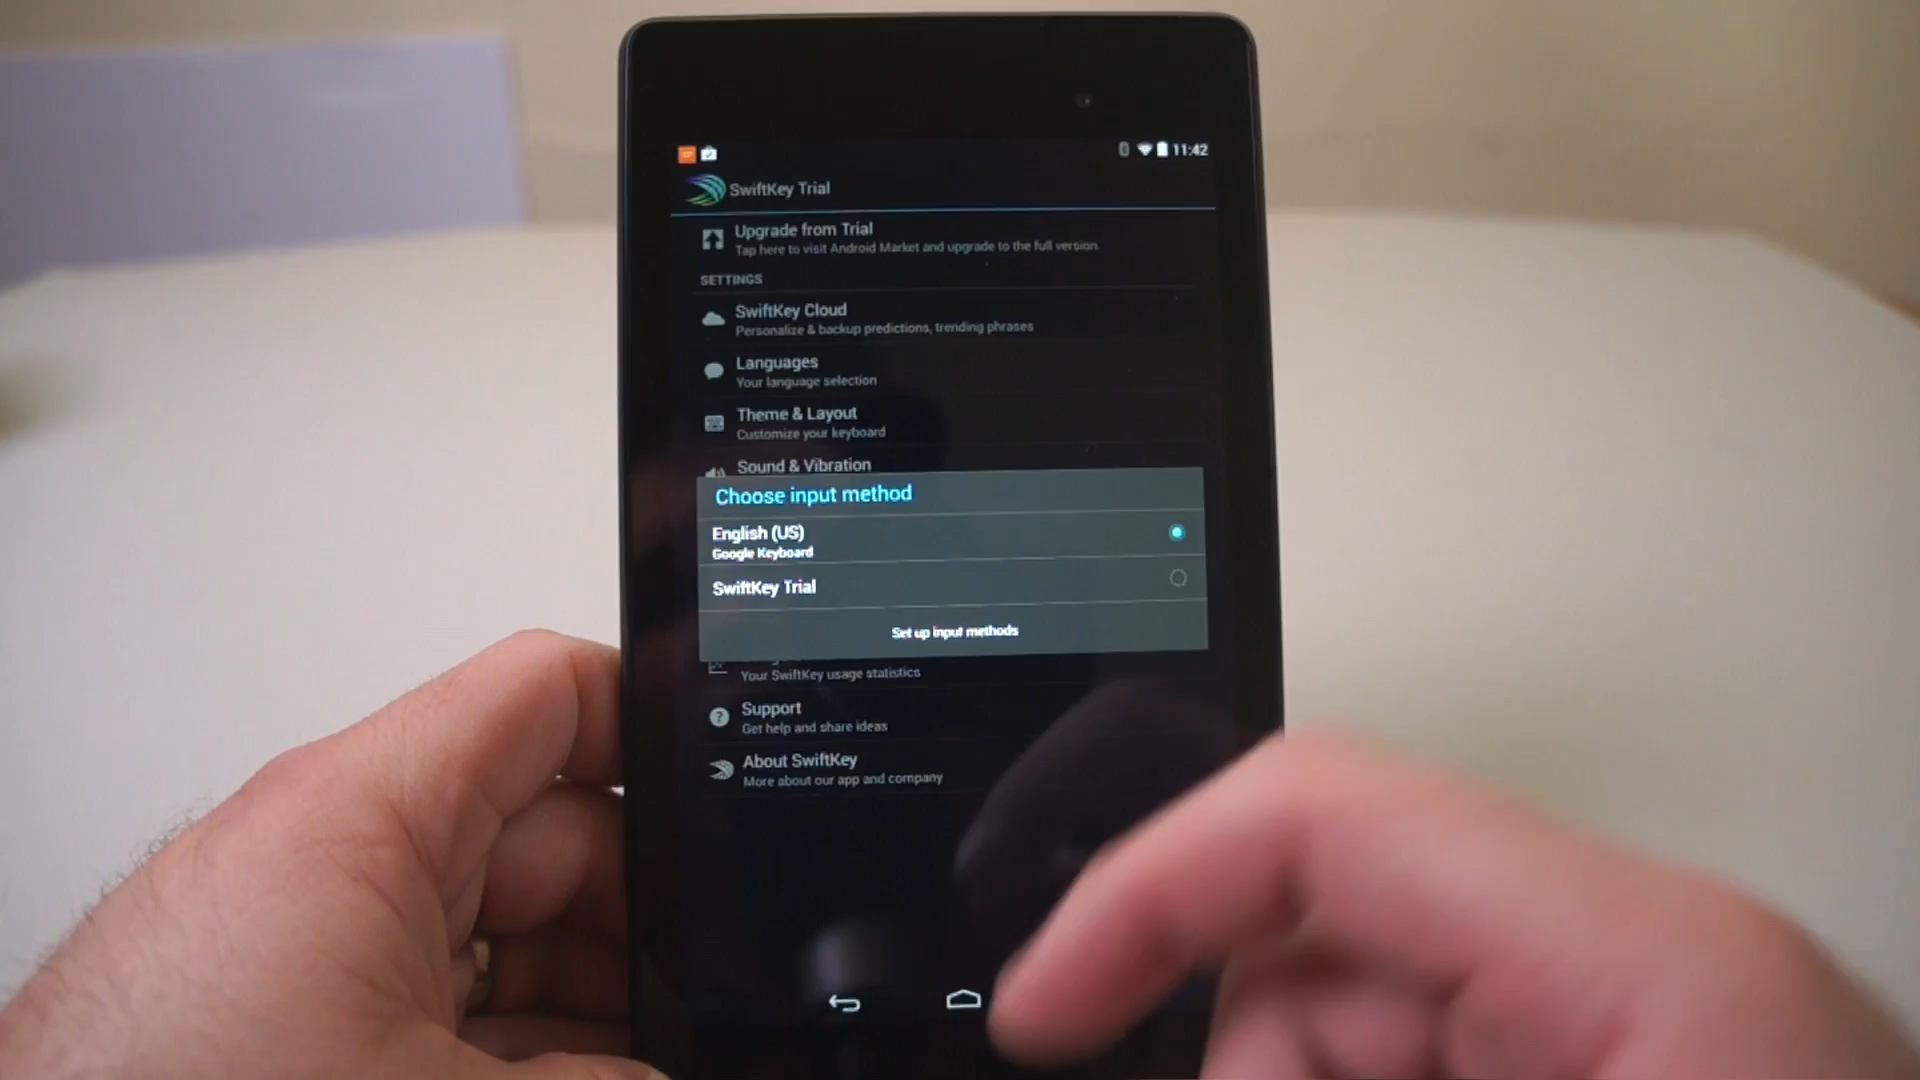 11:42
SwiftKey Trial
Upgrade from Trial
Tap here to visit Android Market and upgrade to the full version.
SETTINGS
SwiftKey Cloud
Personalize & backup predictions, trending phrases
Languages
Your language selection
Theme & Layout
Customize your keyboard
Sound & Vibration
Choose input method
English (US)
Google Keyboard
SwiftKey Trial
Set up input methods
Your SwiftKey usage statistics
Support
Get help and share ideas
About SwiftKey
More about our app and company